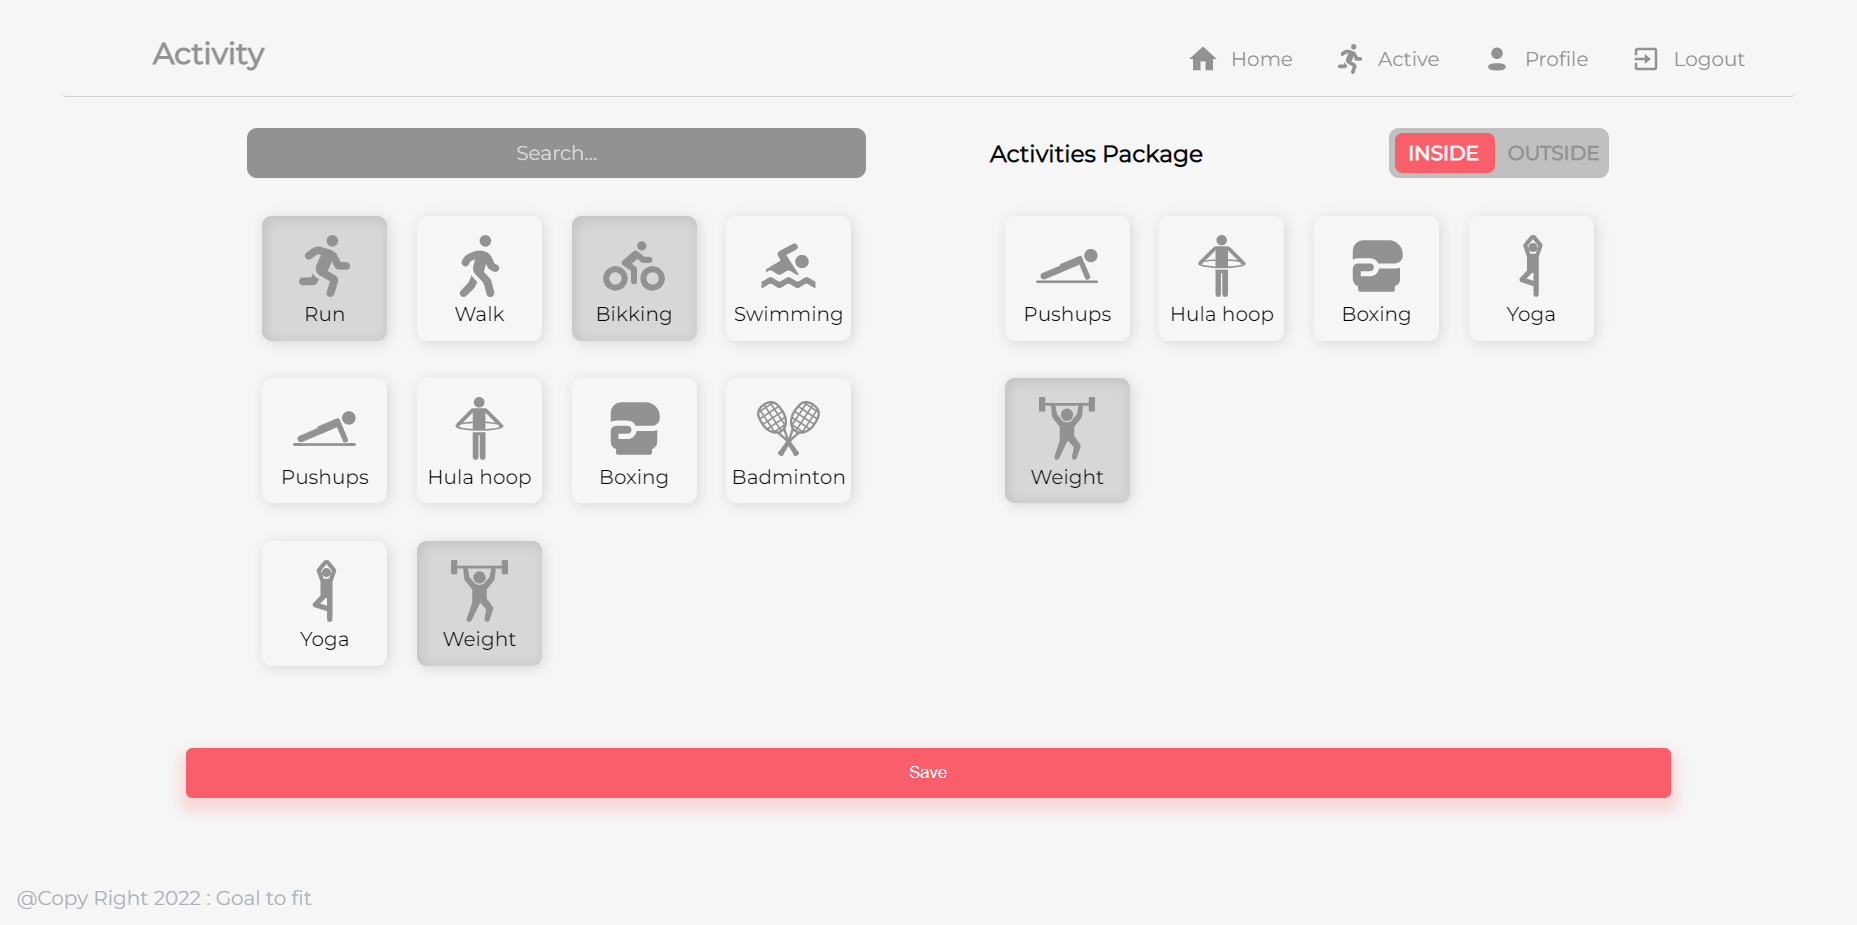 Activity
Home
Active
Profile
Logout
Search...
Activities Package
INSIDE
OUTSIDE
Run
Walk
Bikking
Swimming
Pushups
Hula hoop
Boxing
Badminton
Yoga
Weight
Pushups
Hula hoop
Boxing
Yoga
Weight
Save
@Copy Right 2022 : Goal to fit